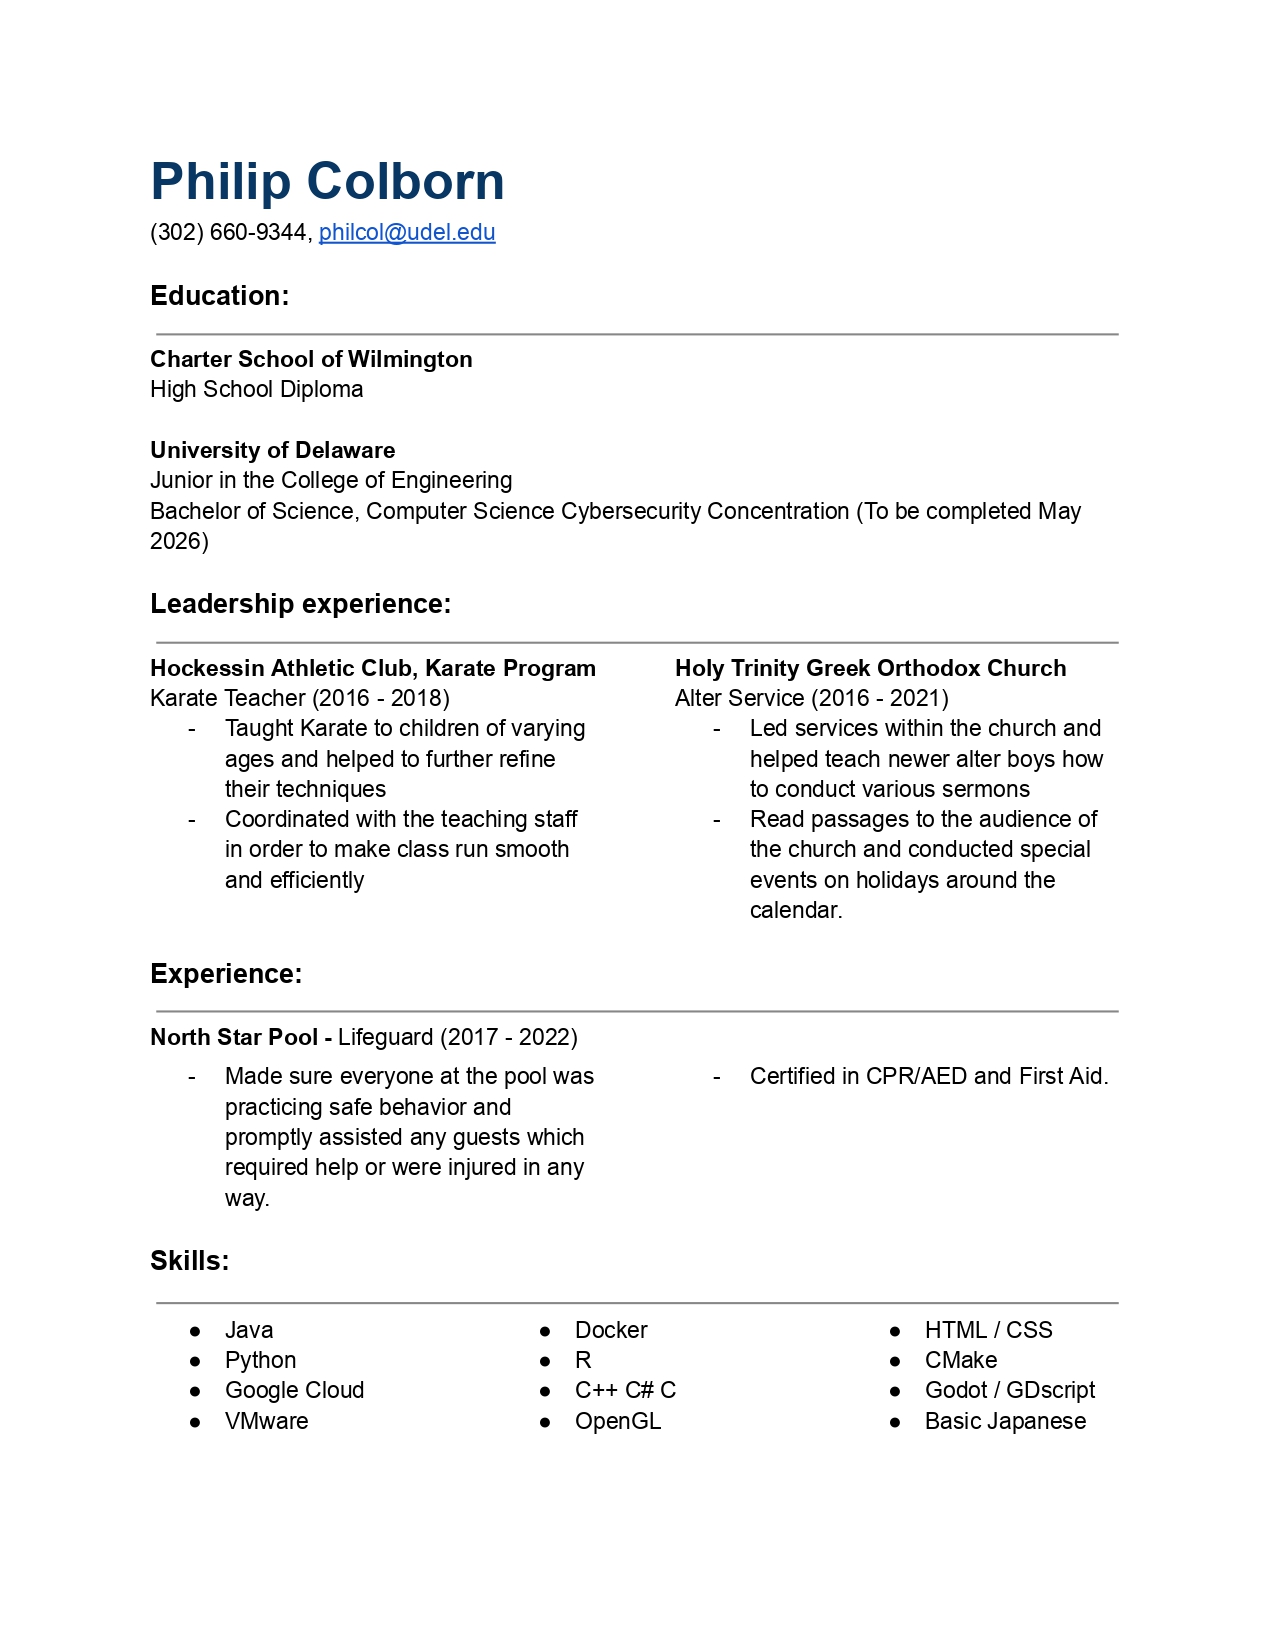 Philip Colborn
(302) 660-9344, philcol@udel.edu
Education:
Charter School of Wilmington
High School Diploma
University of Delaware
Junior in the College of Engineering
Bachelor of Science, Computer Science Cybersecurity Concentration (To be completed May
2026)
Leadership experience:
Hockessin Athletic Club, Karate Program
Karate Teacher (2016 - 2018)
- Taught Karate to children of varying
ages and helped to further refine
their techniques
- Coordinated with the teaching staff
in order to make class run smooth
and efficiently
Holy Trinity Greek Orthodox Church
Alter Service (2016 - 2021)
- Led services within the church and
helped teach newer alter boys how
to conduct various sermons
- Read passages to the audience of
the church and conducted special
events on holidays around the
calendar.
Experience:
North Star Pool - Lifeguard (2017 - 2022)
- Made sure everyone at the pool was
practicing safe behavior and
promptly assisted any guests which
required help or were injured in any
way.
- Certified in CPR/AED and First Aid.
Skills:
● Java
● Python
● Google Cloud
● VMware
● Docker
● R
● C++ C# C
● OpenGL
● HTML / CSS
● CMake
● Godot / GDscript
● Basic Japanese